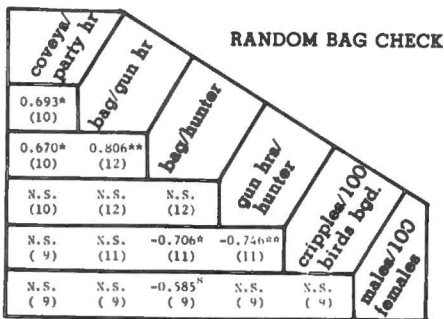 RANDOM BAG CHECK
coveys/
party hr
bag/gun hr
bag/hunter
gun hrs/
hunter
cripples/100
birds bgd.
males/100
females
0.693*
(10)
0.670* 0.806**
(10) (12)
N.S. N.S. N.S.
(10) (12) (12)
N.S. N.S. -0.706* -0.746**
( 9) (11) (11) (11)
N.S. N.S. -0.585ˢ N.S. N.S.
( 9) ( 9) ( 9) ( 9) ( 9)